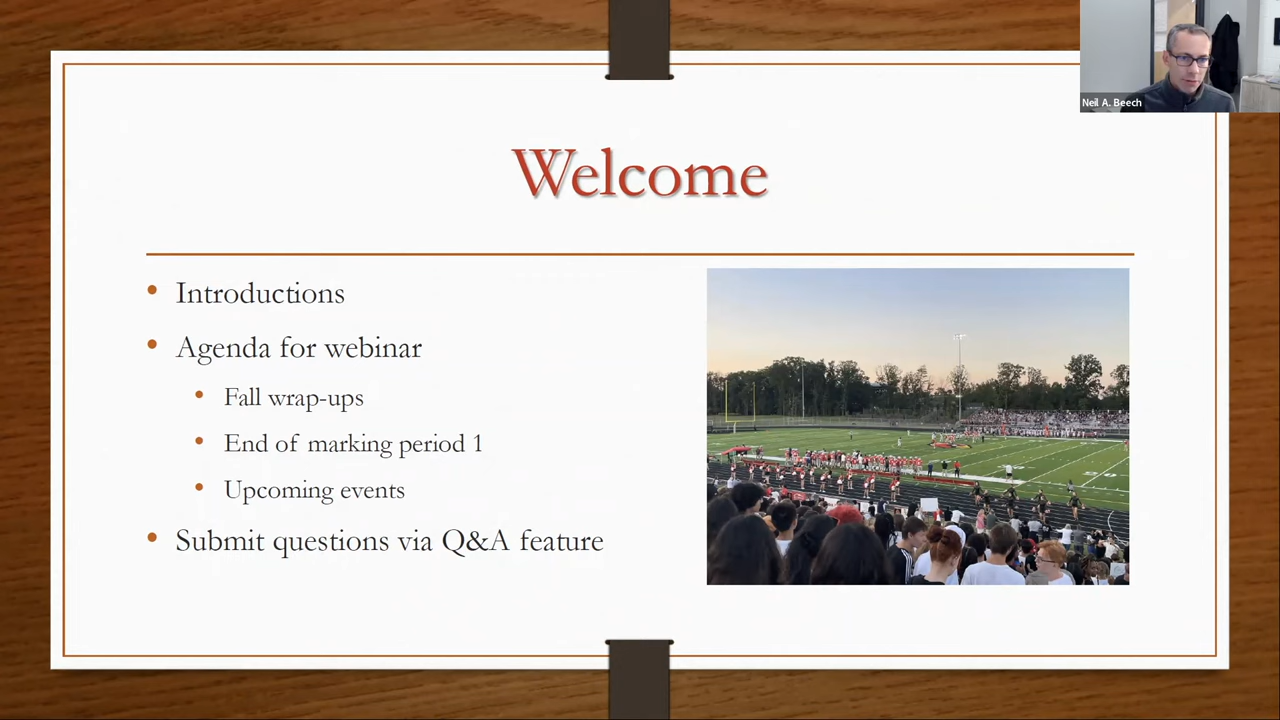 Neil A. Beech
Welcome
Introductions
Agenda for webinar
Fall wrap-ups
End of marking period 1
Upcoming events
Submit questions via Q&A feature